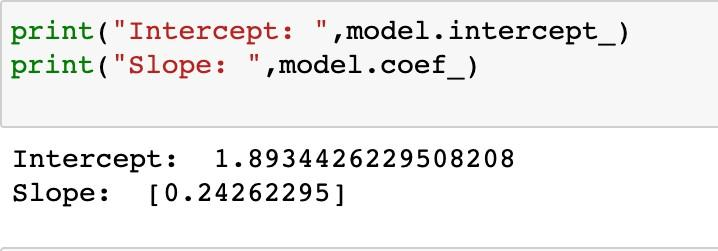 print("Intercept: ",model.intercept_)
print("Slope: ",model.coef_)
Intercept:  1.8934426229508208
Slope:  [0.24262295]